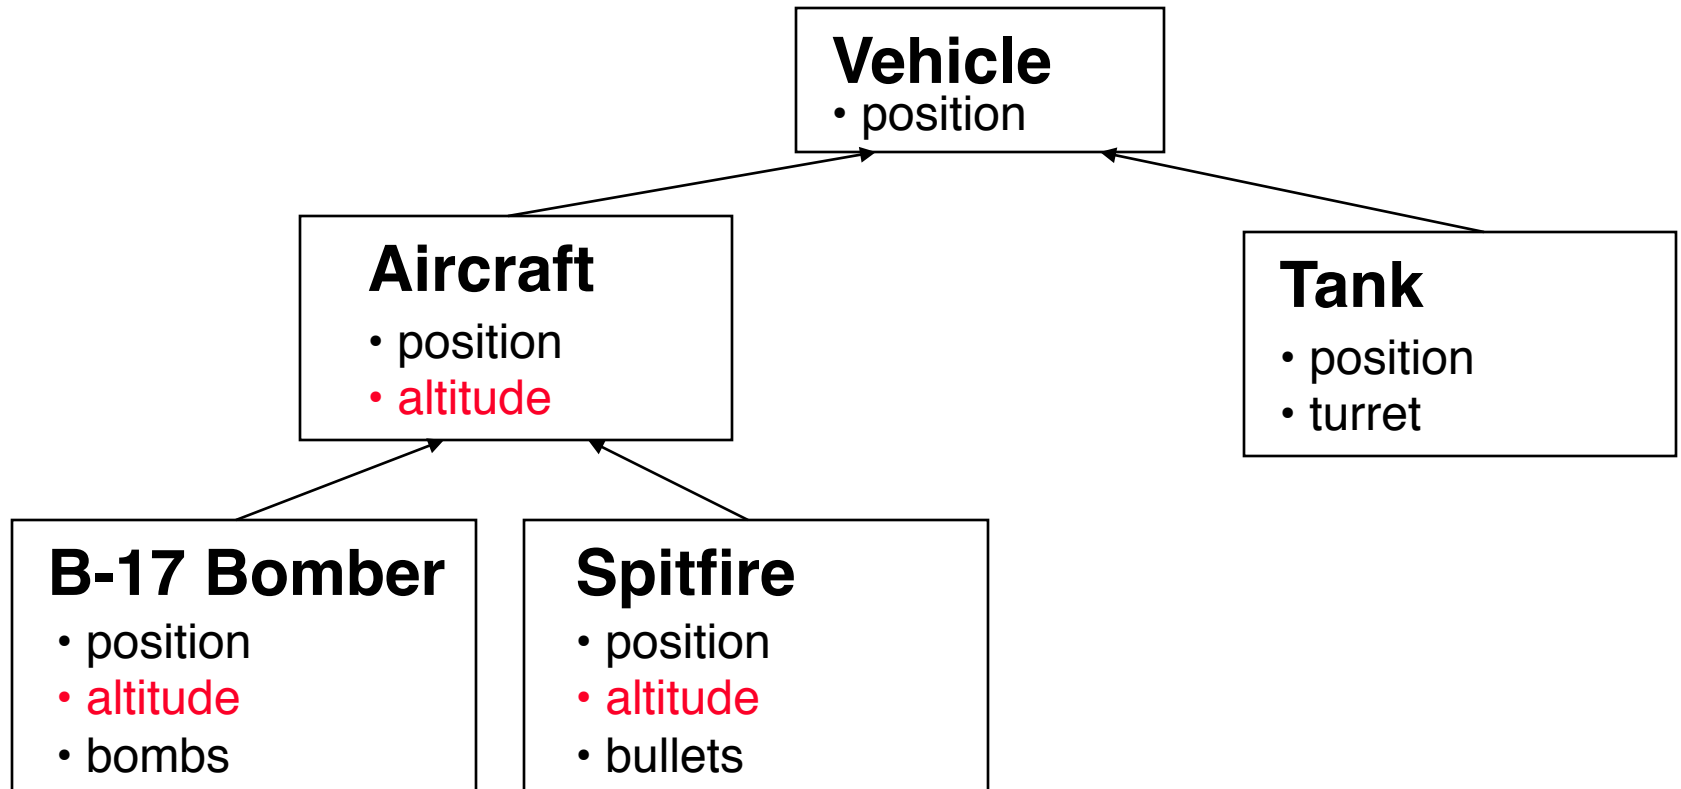 Vehicle
• position
Aircraft
• position
• altitude
Tank
• position
• turret
B-17 Bomber
• position
• altitude
• bombs
Spitfire
• position
• altitude
• bullets